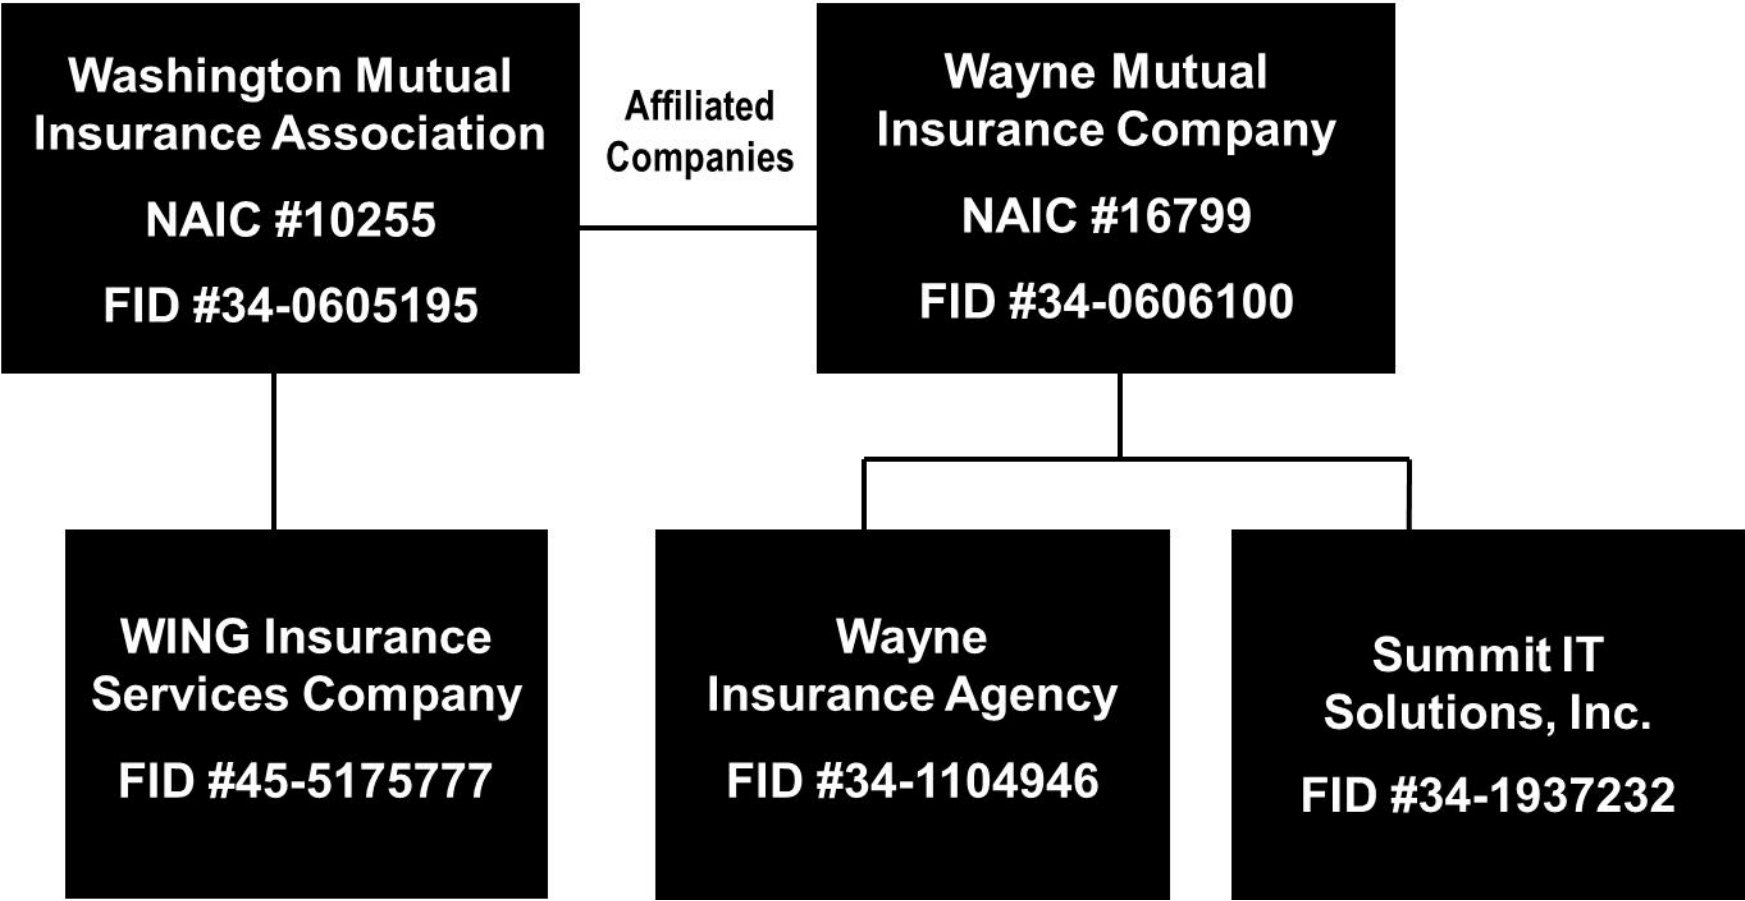 Washington Mutual
Insurance Association
NAIC #10255
FID #34-0605195
Affiliated
Companies
Wayne Mutual
Insurance Company
NAIC #16799
FID #34-0606100
WING Insurance
Services Company
FID #45-5175777
Wayne
Insurance Agency
FID #34-1104946
Summit IT
Solutions, Inc.
FID #34-1937232